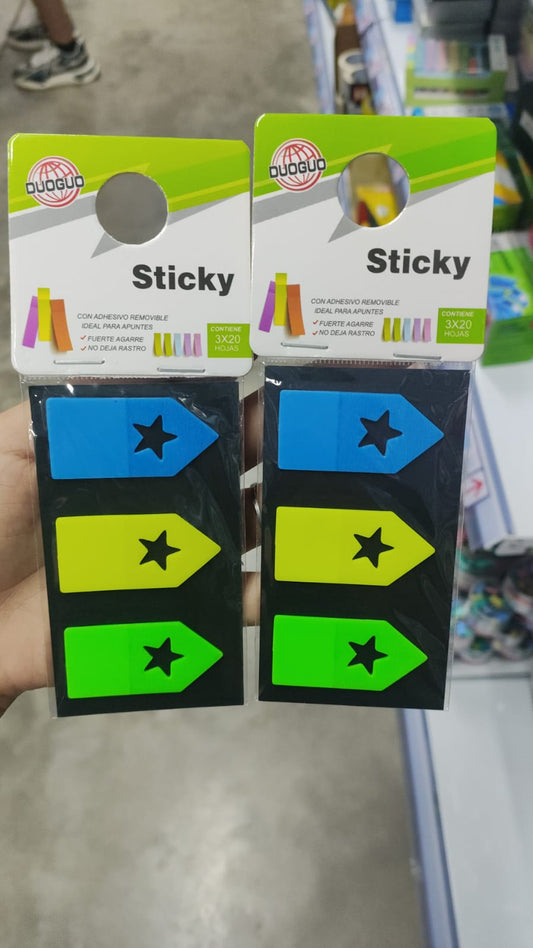 DUOGUO
Sticky
CON ADHESIVO REMOVIBLE
IDEAL PARA APUNTES
FUERTE AGARRE
NO DEJA RASTRO
CONTIENE
3X20
HOJAS
DUOGUO
Sticky
CON ADHESIVO REMOVIBLE
IDEAL PARA APUNTES
FUERTE AGARRE
NO DEJA RASTRO
CONTIENE
3X20
HOJAS